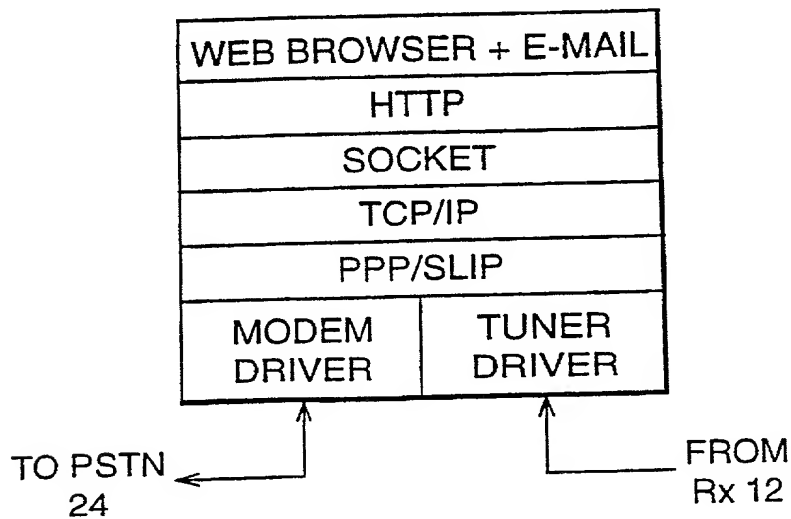 WEB BROWSER + E-MAIL
HTTP
SOCKET
TCP/IP
PPP/SLIP
MODEM
DRIVER
TUNER
DRIVER
TO PSTN
24
FROM
Rx 12